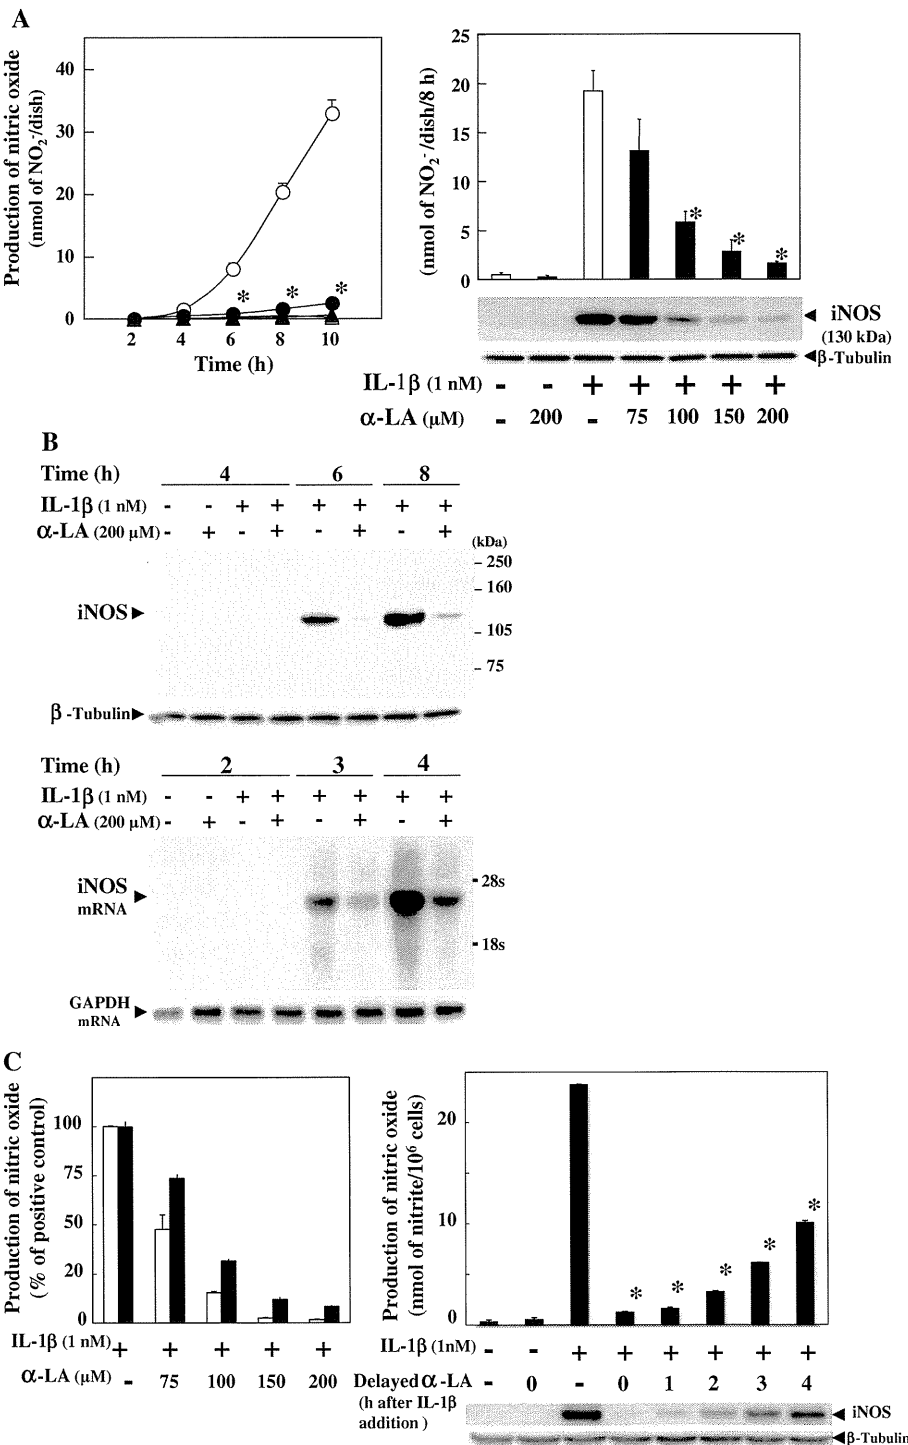 A
Production of nitric oxide
(nmol of NO2-/dish)
40
30
20
10
0
2 4 6 8 10
* * *
Time (h)
(nmol of NO2-/dish/8 h)
25
20
15
10
5
0
* * *
iNOS
(130 kDa)
β-Tubulin
IL-1β (1 nM) - - + + + + +
α-LA (μM) - 200 - 75 100 150 200
B
Time (h) 4 6 8
IL-1β (1 nM) - - + + + + + +
α-LA (200 μM) - + - + - + - +
(kDa)
- 250
- 160
iNOS
- 105
- 75
β -Tubulin
Time (h) 2 3 4
IL-1β (1 nM) - - + + + + + +
α-LA (200 μM) - + - + - + - +
- 28s
iNOS
mRNA
- 18s
GAPDH
mRNA
C
Production of nitric oxide
(% of positive control)
100
75
50
20
0
IL-1β (1 nM) + + + + +
α-LA (μM) - 75 100 150 200
Production of nitric oxide
(nmol of nitrite/10⁶ cells)
20
10
0
* * * * *
IL-1β (1nM) - - + + + + + +
Delayed α -LA - 0 - 0 1 2 3 4
(h after IL-1β
addition )
iNOS
β-Tubulin